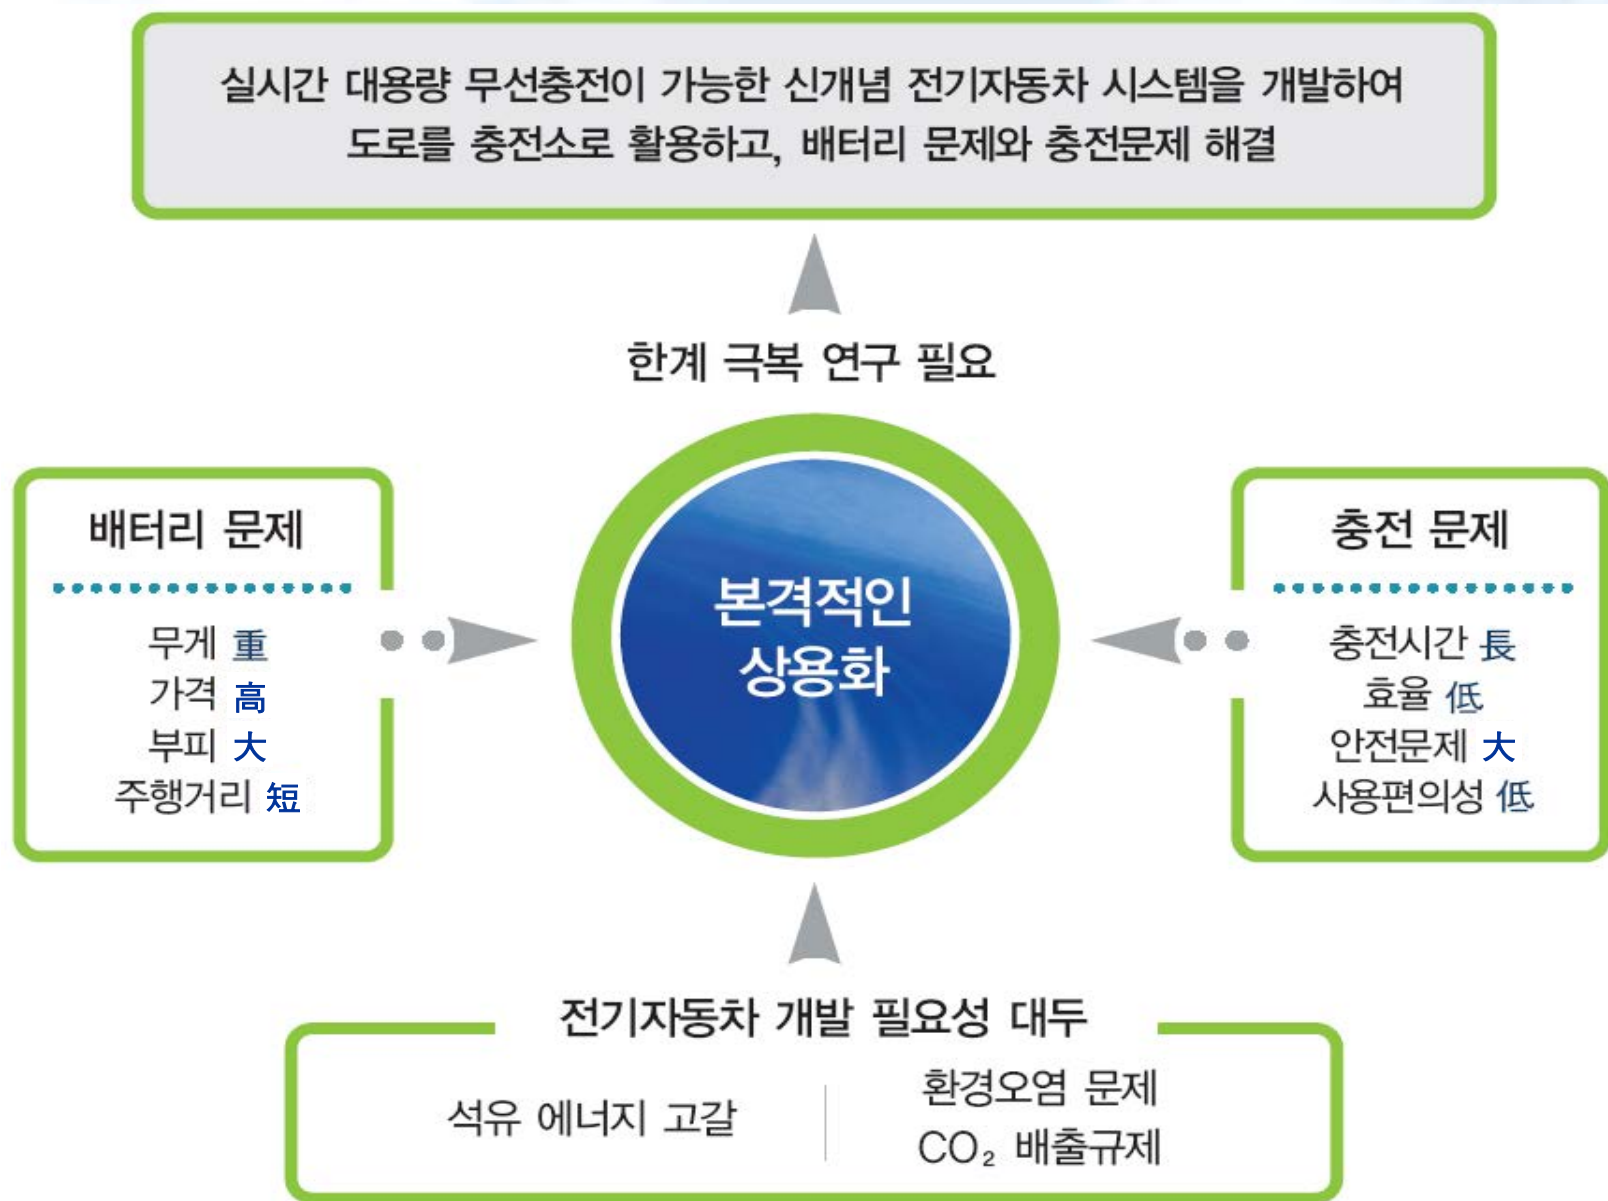 실시간 대용량 무선충전이 가능한 신개념 전기자동차 시스템을 개발하여
도로를 충전소로 활용하고, 배터리 문제와 충전문제 해결
한계 극복 연구 필요
배터리 문제
무게 重
가격 高
부피 大
주행거리 短
본격적인
상용화
충전 문제
충전시간 長
효율 低
안전문제 大
사용편의성 低
전기자동차 개발 필요성 대두
석유 에너지 고갈
환경오염 문제
CO₂ 배출규제